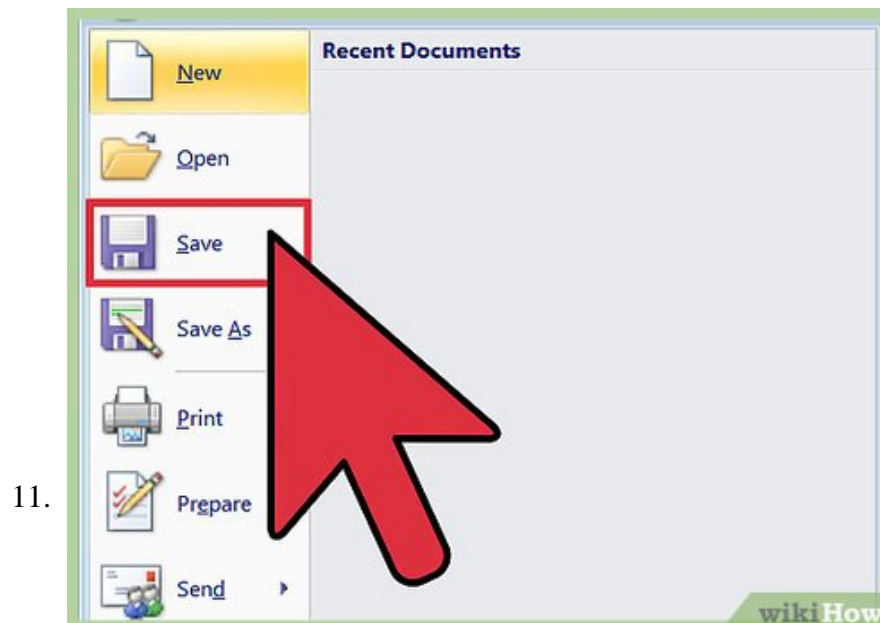 Recent Documents
New
Open
Save
Save As
Print
11.
Prepare
Send
wikiHow